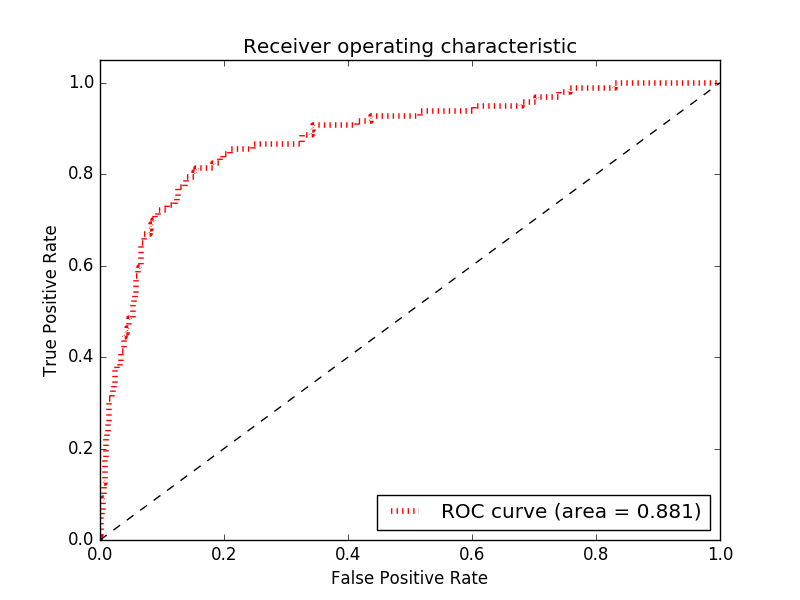 Receiver operating characteristic
1.0
0.8
0.6
0.4
0.2
0.0
True Positive Rate
ROC curve (area = 0.881)
0.0 0.2 0.4 0.6 0.8 1.0
False Positive Rate